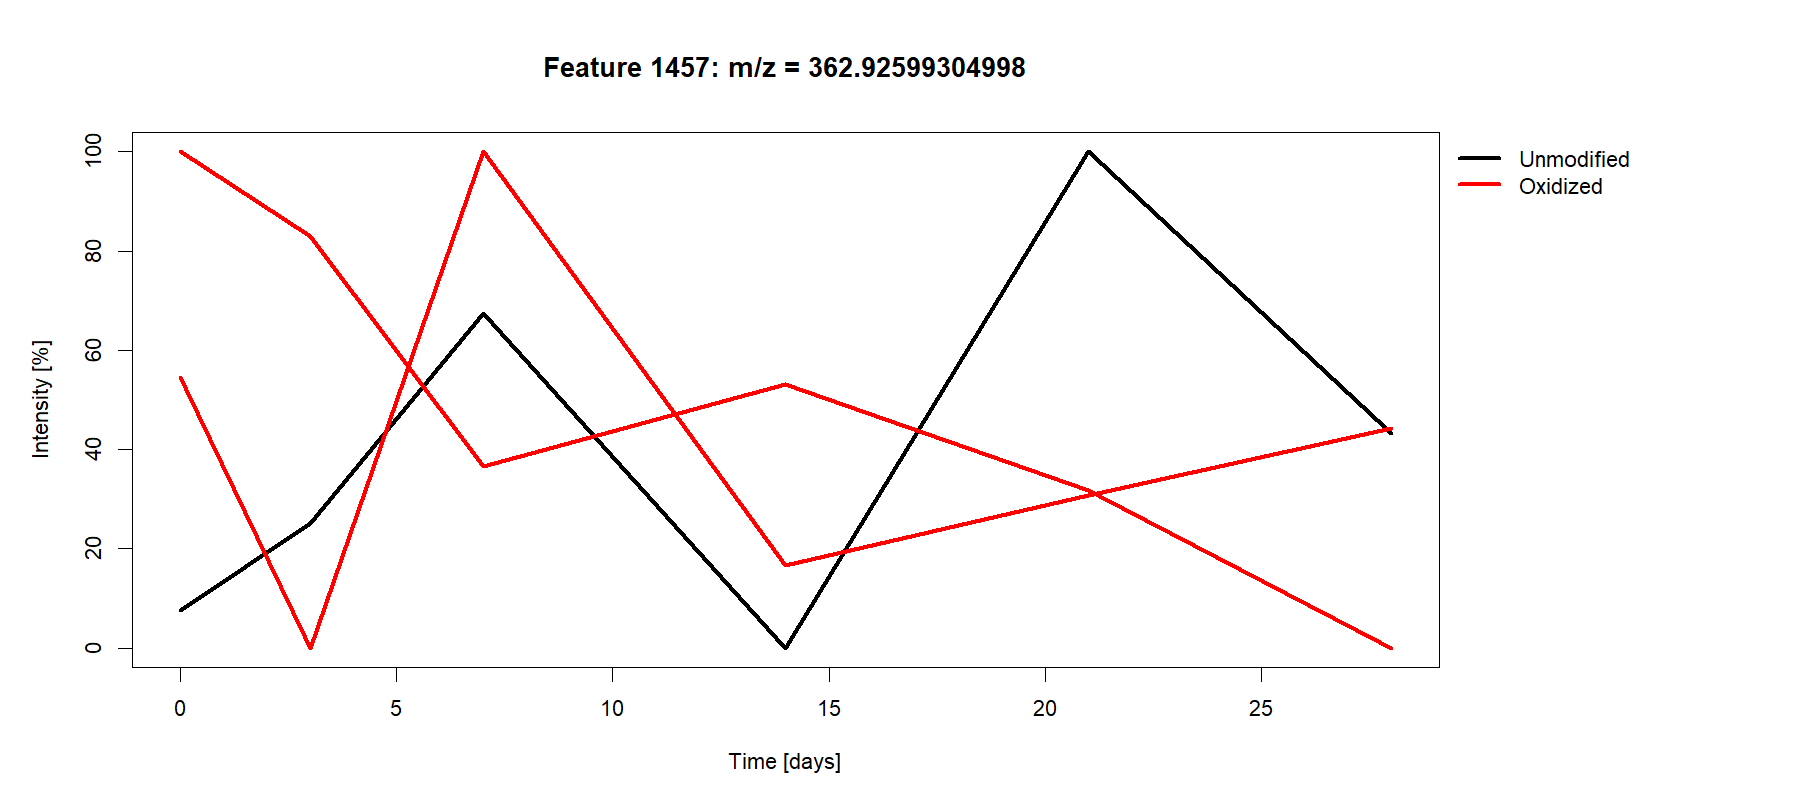 Feature 1457: m/z = 362.92599304998
Unmodified
Oxidized
Intensity [%]
100
80
60
40
20
0
0 5 10 15 20 25
Time [days]